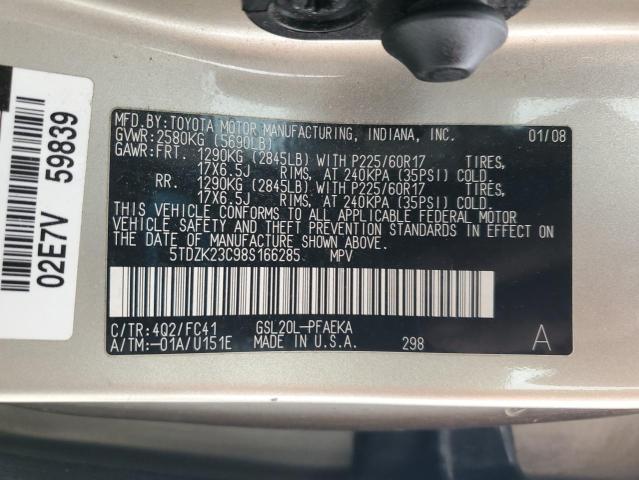 MFD.BY:TOYOTA MOTOR MANUFACTURING, INDIANA, INC. 01/08
GVWR:2580KG (5690LB)
GAWR:FRT. 1290KG (2845LB) WITH P225/60R17 TIRES,
17X6.5J RIMS, AT 240KPA (35PSI) COLD.
RR. 1290KG (2845LB) WITH P225/60R17 TIRES,
17X6.5J RIMS, AT 240KPA (35PSI) COLD.
THIS VEHICLE CONFORMS TO ALL APPLICABLE FEDERAL MOTOR
VEHICLE SAFETY AND THEFT PREVENTION STANDARDS IN EFFECT ON
THE DATE OF MANUFACTURE SHOWN ABOVE.
5TDZK23C98S166285 MPV
C/TR:4Q2/FC41 GSL20L-PFAEKA
A/TM:-01A/U151E MADE IN U.S.A. 298 A
02E7V 59839